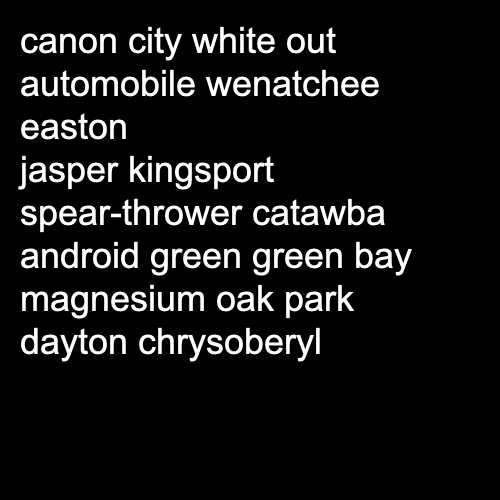 canon city white out
automobile wenatchee
easton
jasper kingsport
spear-thrower catawba
android green green bay
magnesium oak park
dayton chrysoberyl